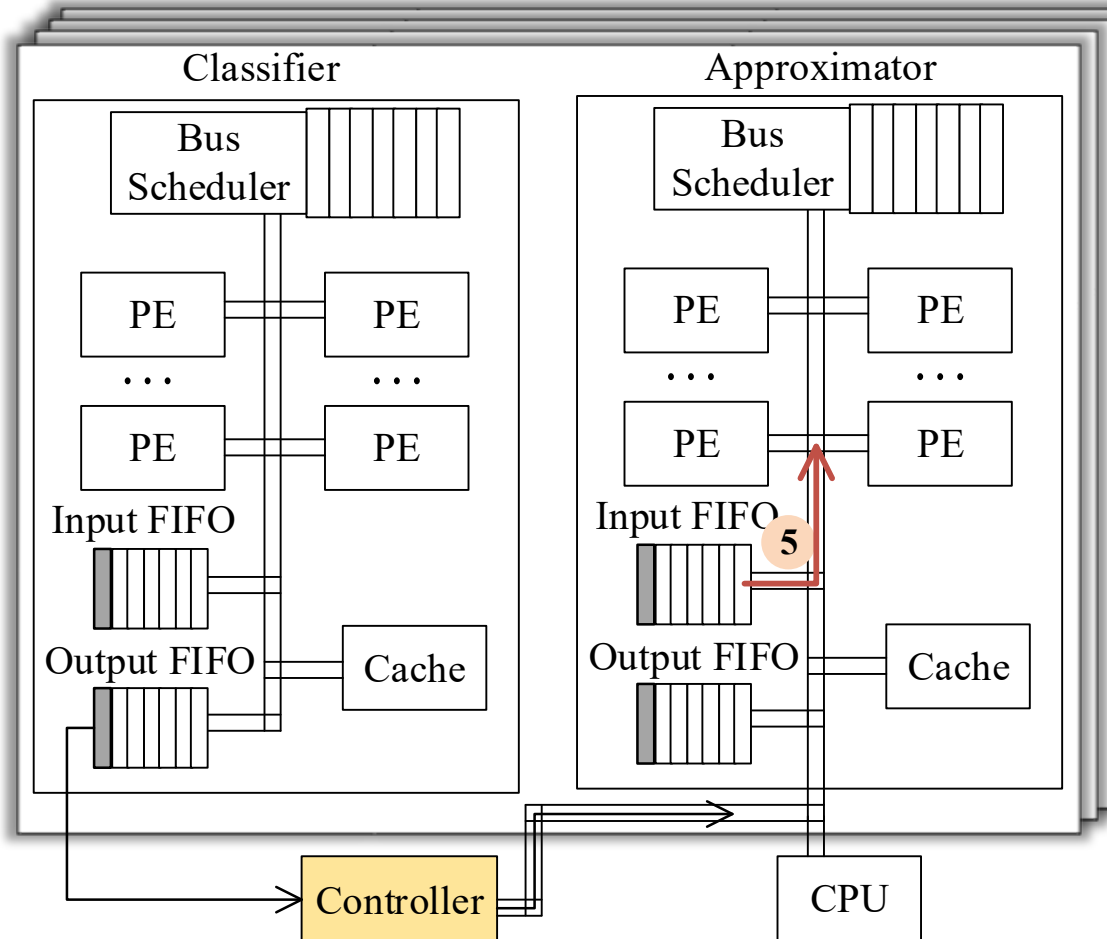 Classifier
Approximator
Bus
Scheduler
Bus
Scheduler
PE
PE
PE
PE
. . .
. . .
. . .
. . .
PE
PE
PE
PE
Input FIFO
Input FIFO
5
Output FIFO
Cache
Output FIFO
Cache
Controller
CPU